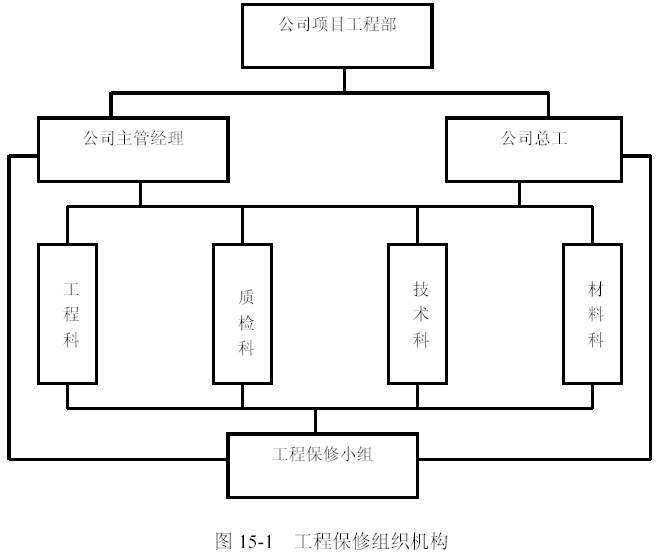 公司项目工程部
公司主管经理
公司总工
工程科
质检科
技术科
材料科
工程保修小组
图 15-1 工程保修组织机构